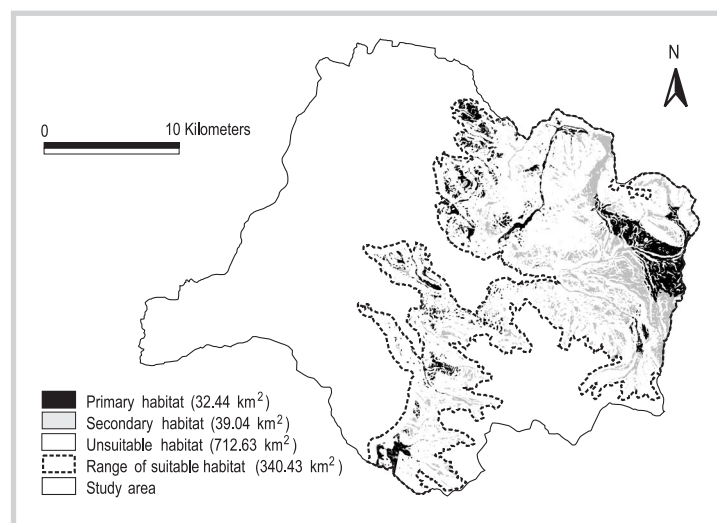 N
0 10 Kilometers
Primary habitat (32.44 km²)
Secondary habitat (39.04 km²)
Unsuitable habitat (712.63 km²)
Range of suitable habitat (340.43 km²)
Study area